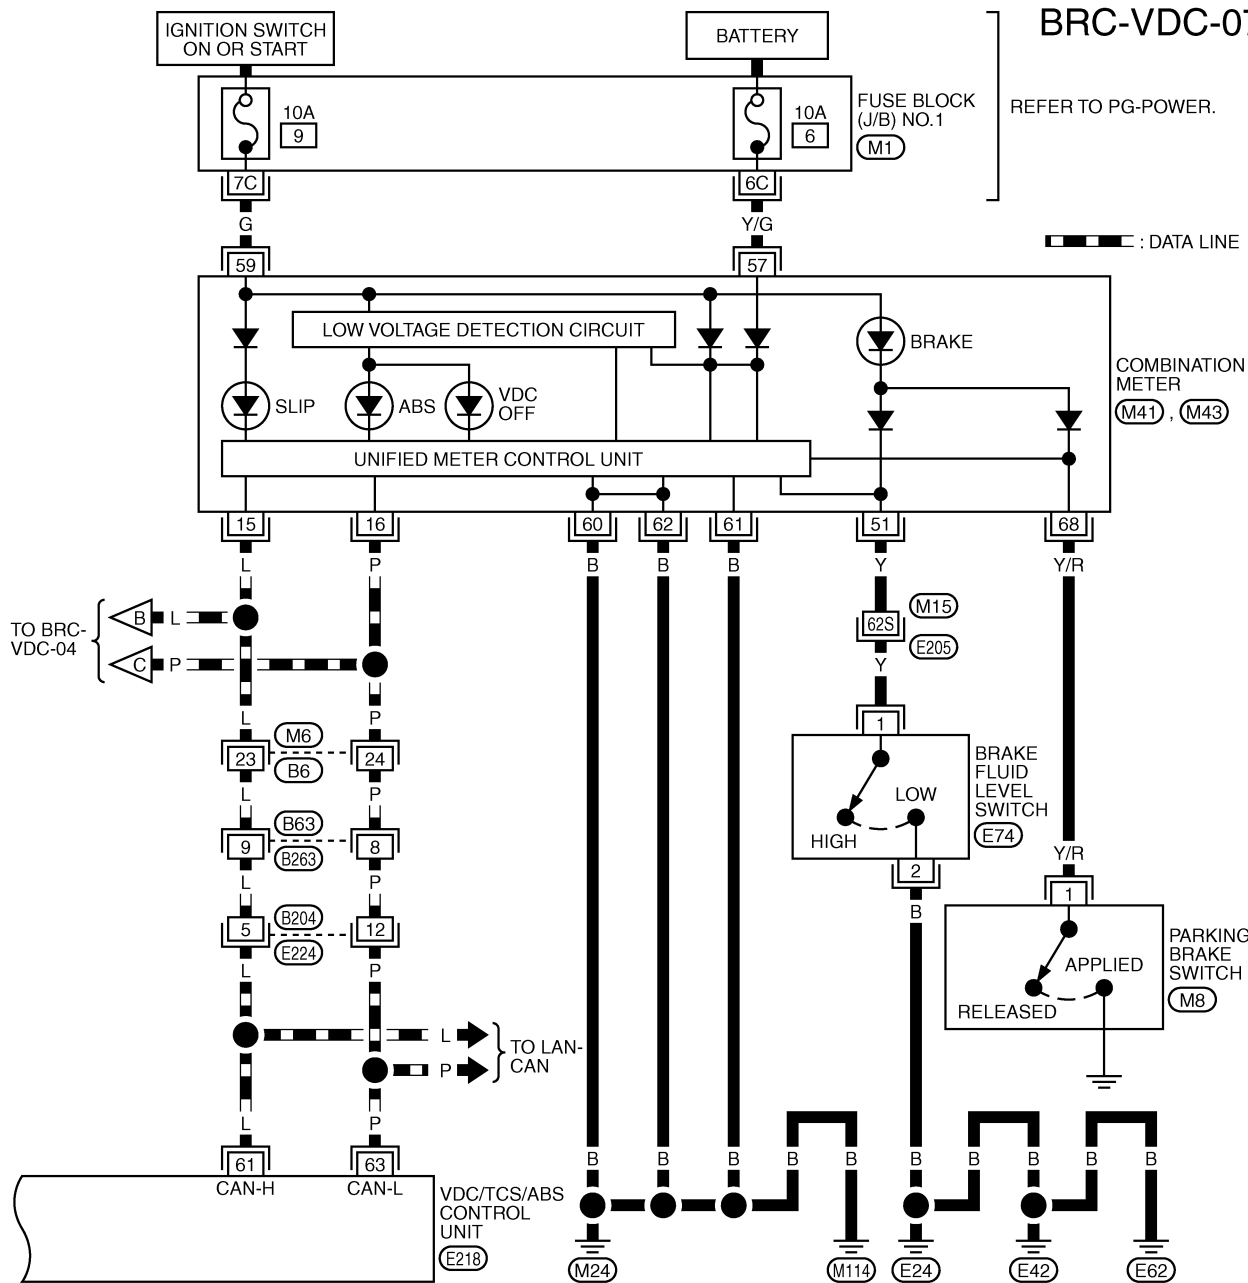 BRC-VDC-07
IGNITION SWITCH
ON OR START
BATTERY
10A
9
10A
6
FUSE BLOCK
(J/B) NO.1
M1
REFER TO PG-POWER.
7C
6C
G
Y/G
: DATA LINE
59
57
LOW VOLTAGE DETECTION CIRCUIT
BRAKE
SLIP
ABS
VDC
OFF
COMBINATION
METER
M41 , M43
UNIFIED METER CONTROL UNIT
15
16
60
62
61
51
68
L
P
B
B
B
Y
Y/R
TO BRC-
VDC-04
B
L
C
P
62S
M15
E205
Y
L
P
23
M6
B6
24
L
P
9
B63
B263
8
L
P
5
B204
E224
12
L
P
1
HIGH
LOW
BRAKE
FLUID
LEVEL
SWITCH
E74
2
B
Y/R
1
RELEASED
APPLIED
PARKING
BRAKE
SWITCH
M8
L
P
TO LAN-
CAN
L
P
61
63
CAN-H
CAN-L
VDC/TCS/ABS
CONTROL
UNIT
E218
B
B
B
B
B
B
B
B
B
B
M24
M114
E24
E42
E62